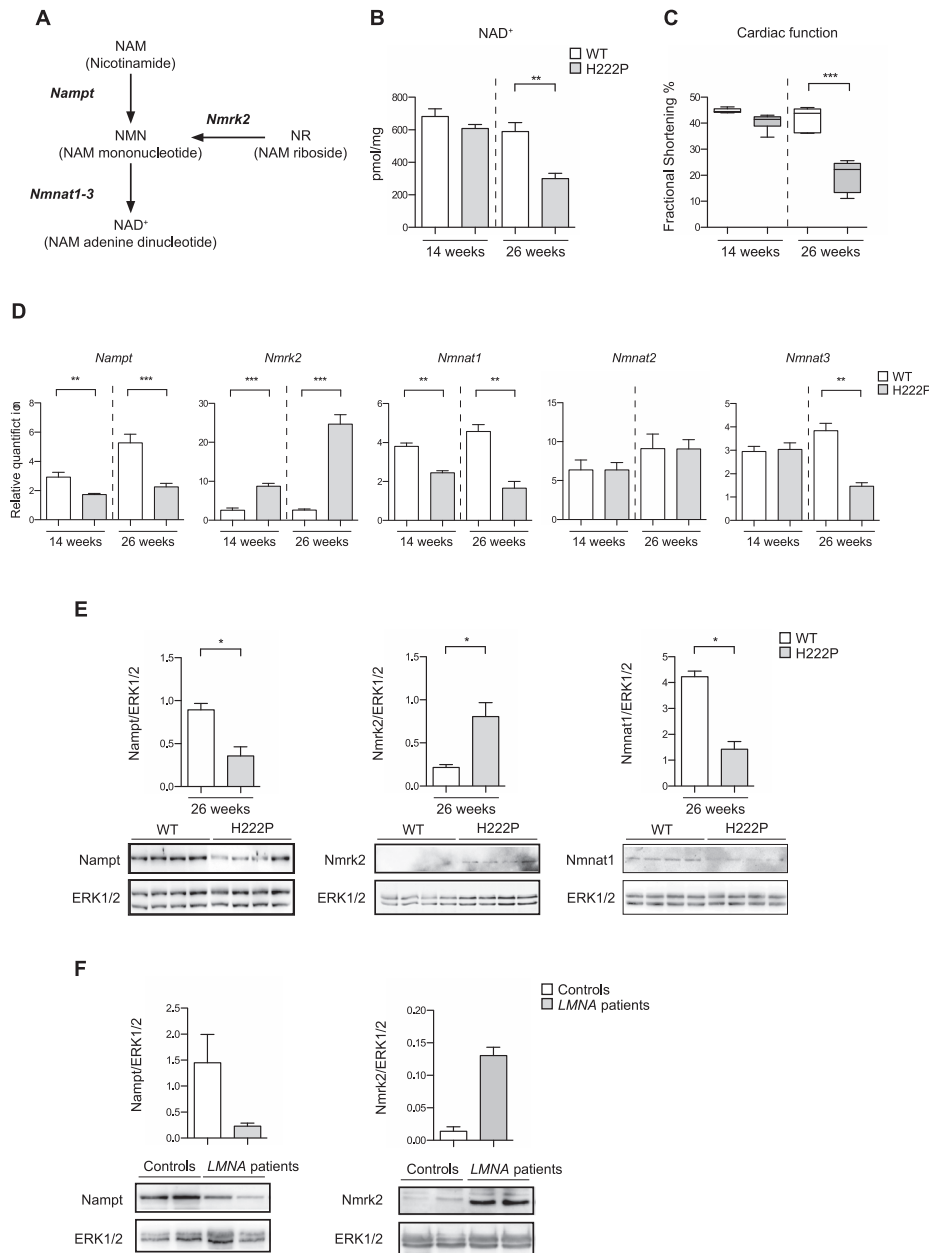 A
NAM
(Nicotinamide)
Nampt
Nmrk2
NMN
NR
(NAM mononucleotide)
(NAM riboside)
Nmnat1-3
NAD+
(NAM adenine dinucleotide)
B
NAD+
WT
H222P
**
pmol/mg
800
600
400
200
0
14 weeks
26 weeks
C
Cardiac function
***
Fractional Shortening %
50
40
30
20
10
0
14 weeks
26 weeks
D
Nampt
Nmrk2
Nmnat1
Nmnat2
Nmnat3
WT
H222P
Relative quantifict ion
** ***
8
6
4
2
0
14 weeks 26 weeks
*** ***
30
20
10
0
14 weeks 26 weeks
** **
6
4
2
0
14 weeks 26 weeks
15
10
5
0
14 weeks 26 weeks
**
5
4
3
2
1
0
14 weeks 26 weeks
E
WT
H222P
*
Nampt/ERK1/2
1.5
1.0
0.5
0.0
26 weeks
WT H222P
Nampt
ERK1/2
*
Nmrk2/ERK1/2
1.5
1.0
0.5
0.0
26 weeks
WT H222P
Nmrk2
ERK1/2
*
Nmnat1/ERK1/2
5
4
3
2
1
0
26 weeks
WT H222P
Nmnat1
ERK1/2
F
Controls
LMNA patients
Nampt/ERK1/2
2.5
2.0
1.5
1.0
0.5
0.0
Controls LMNA patients
Nampt
ERK1/2
Nmrk2/ERK1/2
0.20
0.15
0.10
0.05
0.00
Controls LMNA patients
Nmrk2
ERK1/2